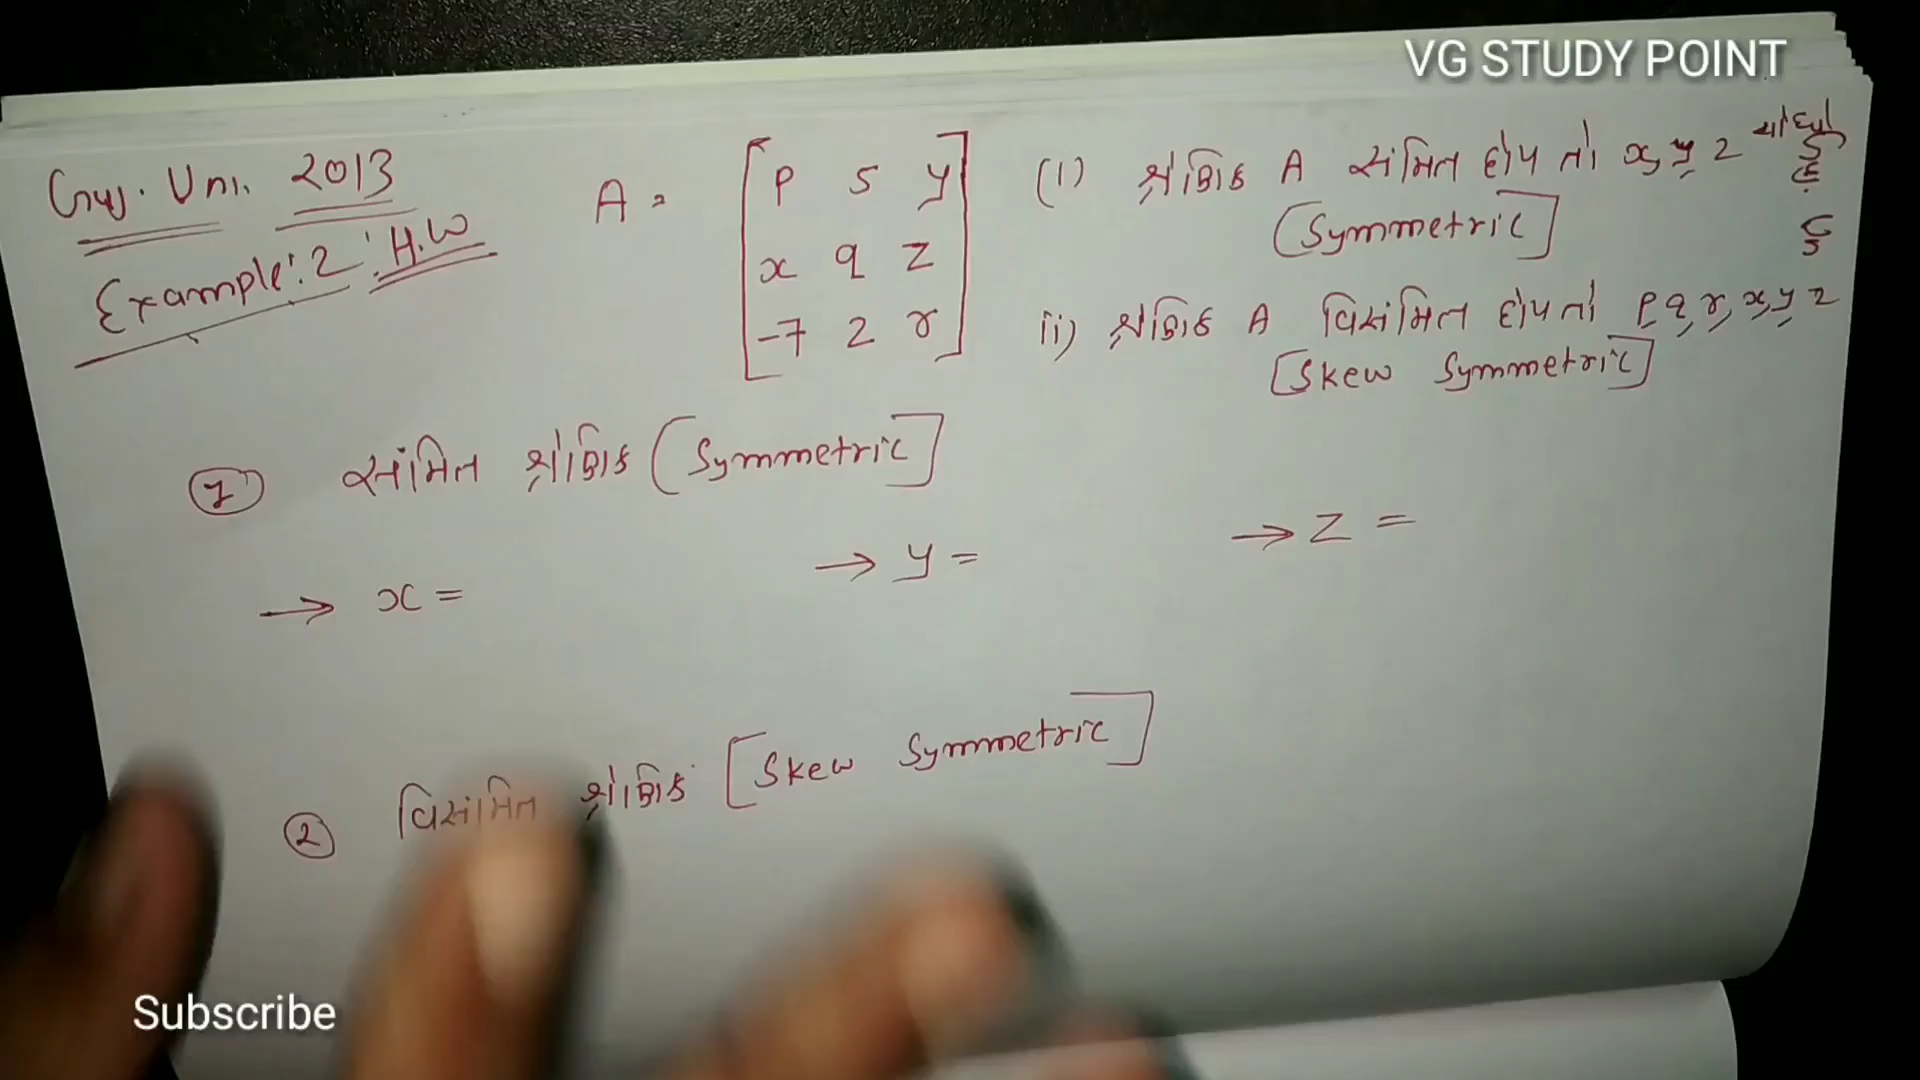 VG STUDY POINT
Guj. Uni. 2013
Example:2 : H.W
A =
[ p 5 y ]
[ x q z ]
[ -7 2 r ]
(i) શ્રેણિક A સંમિત હોય તો x, y, z શોધો
[Symmetric]
ii) શ્રેણિક A વિસંમિત હોય તો p, q, r, x, y, z
[Skew Symmetric]
① સંમિત શ્રેણિક [Symmetric]
→ x = → y = → z =
② વિસંમિત શ્રેણિક [Skew Symmetric]
Subscribe